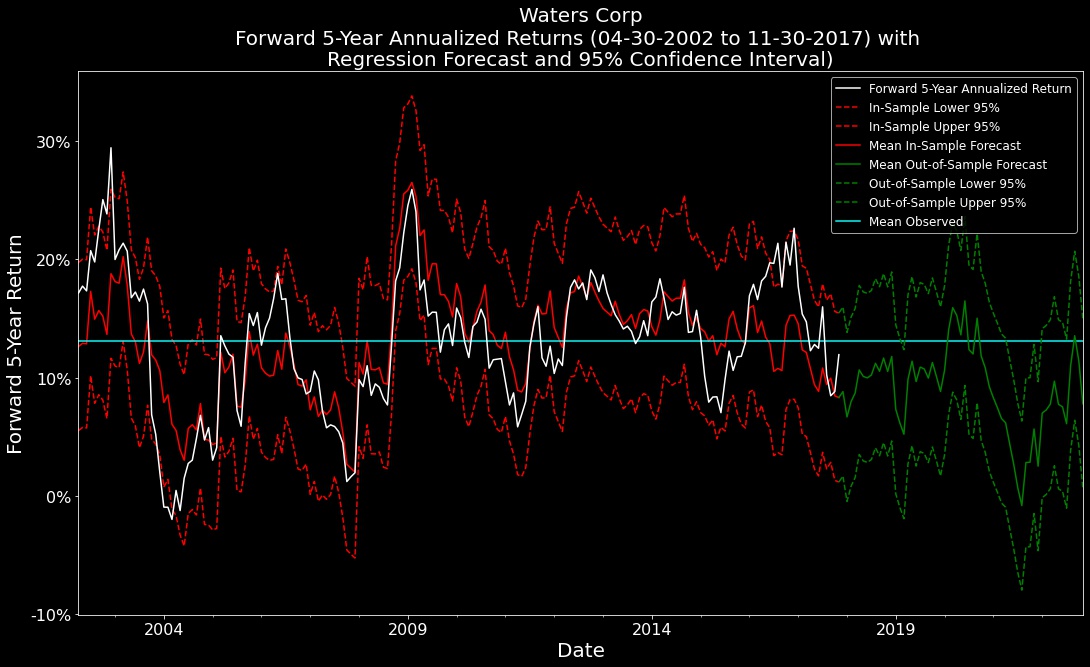 Waters Corp
Forward 5-Year Annualized Returns (04-30-2002 to 11-30-2017) with
Regression Forecast and 95% Confidence Interval)
Forward 5-Year Annualized Return
In-Sample Lower 95%
In-Sample Upper 95%
Mean In-Sample Forecast
Mean Out-of-Sample Forecast
Out-of-Sample Lower 95%
Out-of-Sample Upper 95%
Mean Observed
Forward 5-Year Return
30%
20%
10%
0%
-10%
2004
2009
2014
2019
Date